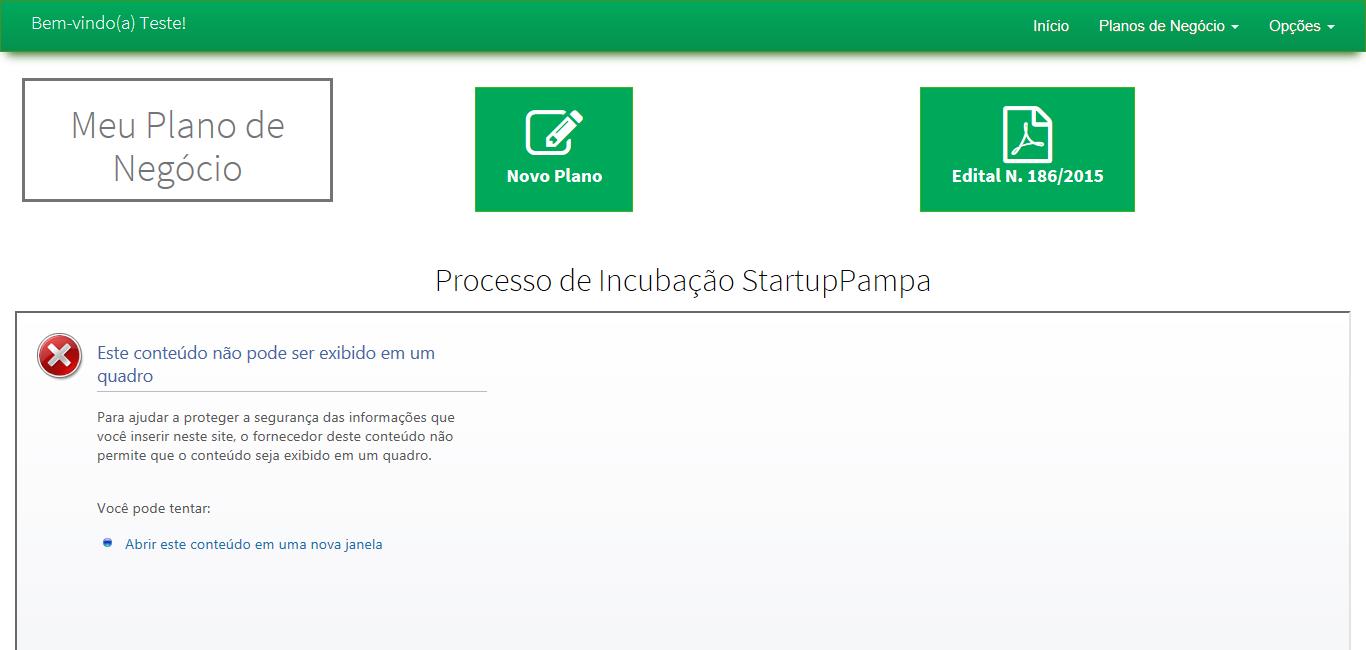 Bem-vindo(a) Teste!
Início
Planos de Negócio
Opções
Meu Plano de
Negócio
Novo Plano
Edital N. 186/2015
Processo de Incubação StartupPampa
Este conteúdo não pode ser exibido em um
quadro
Para ajudar a proteger a segurança das informações que
você inserir neste site, o fornecedor deste conteúdo não
permite que o conteúdo seja exibido em um quadro.
Você pode tentar:
Abrir este conteúdo em uma nova janela